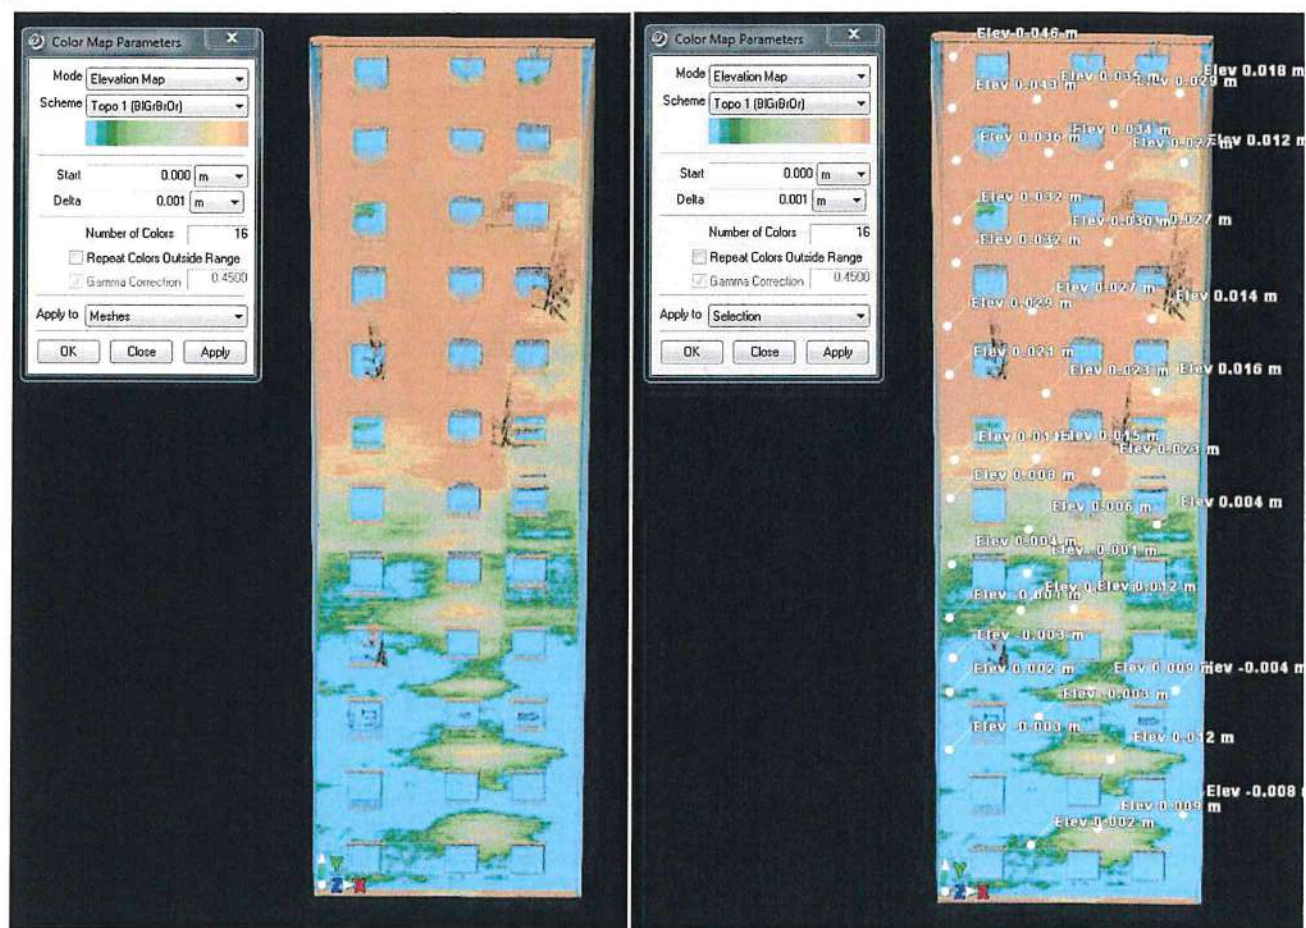 Color Map Parameters X
Mode Elevation Map
Scheme Topo 1 (BlGrBrOr)
Start 0.000 m
Delta 0.001 m
Number of Colors 16
Repeat Colors Outside Range
Gamma Correction 0.4500
Apply to Meshes
OK Close Apply
Y
Z X
Color Map Parameters X
Mode Elevation Map
Scheme Topo 1 (BlGrBrOr)
Start 0.000 m
Delta 0.001 m
Number of Colors 16
Repeat Colors Outside Range
Gamma Correction 0.4500
Apply to Selection
OK Close Apply
Elev 0.046 m
Elev 0.018 m
Elev 0.043 m
Elev 0.035 m
Elev 0.029 m
Elev 0.036 m
Elev 0.034 m
Elev 0.027 m
Elev 0.012 m
Elev 0.032 m
Elev 0.030
0.027 m
Elev 0.032 m
Elev 0.027 m
Elev 0.014 m
Elev 0.029 m
Elev 0.021 m
Elev 0.023 m
Elev 0.016 m
Elev 0.015 m
Elev 0.023 m
Elev 0.008 m
Elev 0.006 m
Elev 0.004 m
Elev 0.004 m
Elev -0.001 m
Elev 0.012 m
Elev -0.003 m
Elev 0.002 m
Elev 0.009 m
Elev -0.004 m
Elev -0.003 m
Elev -0.003 m
Elev 0.012 m
Elev -0.008
Elev 0.009 m
Elev -0.002 m
Y
Z X